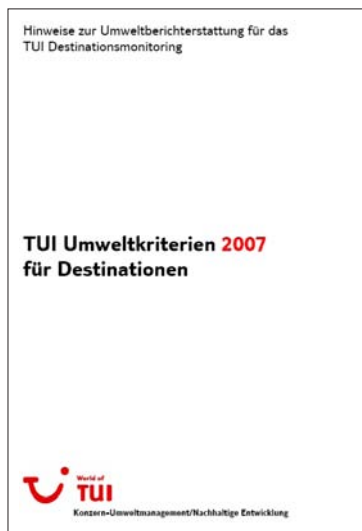 Hinweise zur Umweltberichterstattung für das
TUI Destinationsmonitoring
TUI Umweltkriterien 2007
für Destinationen
World of
TUI
Konzern-Umweltmanagement/Nachhaltige Entwicklung